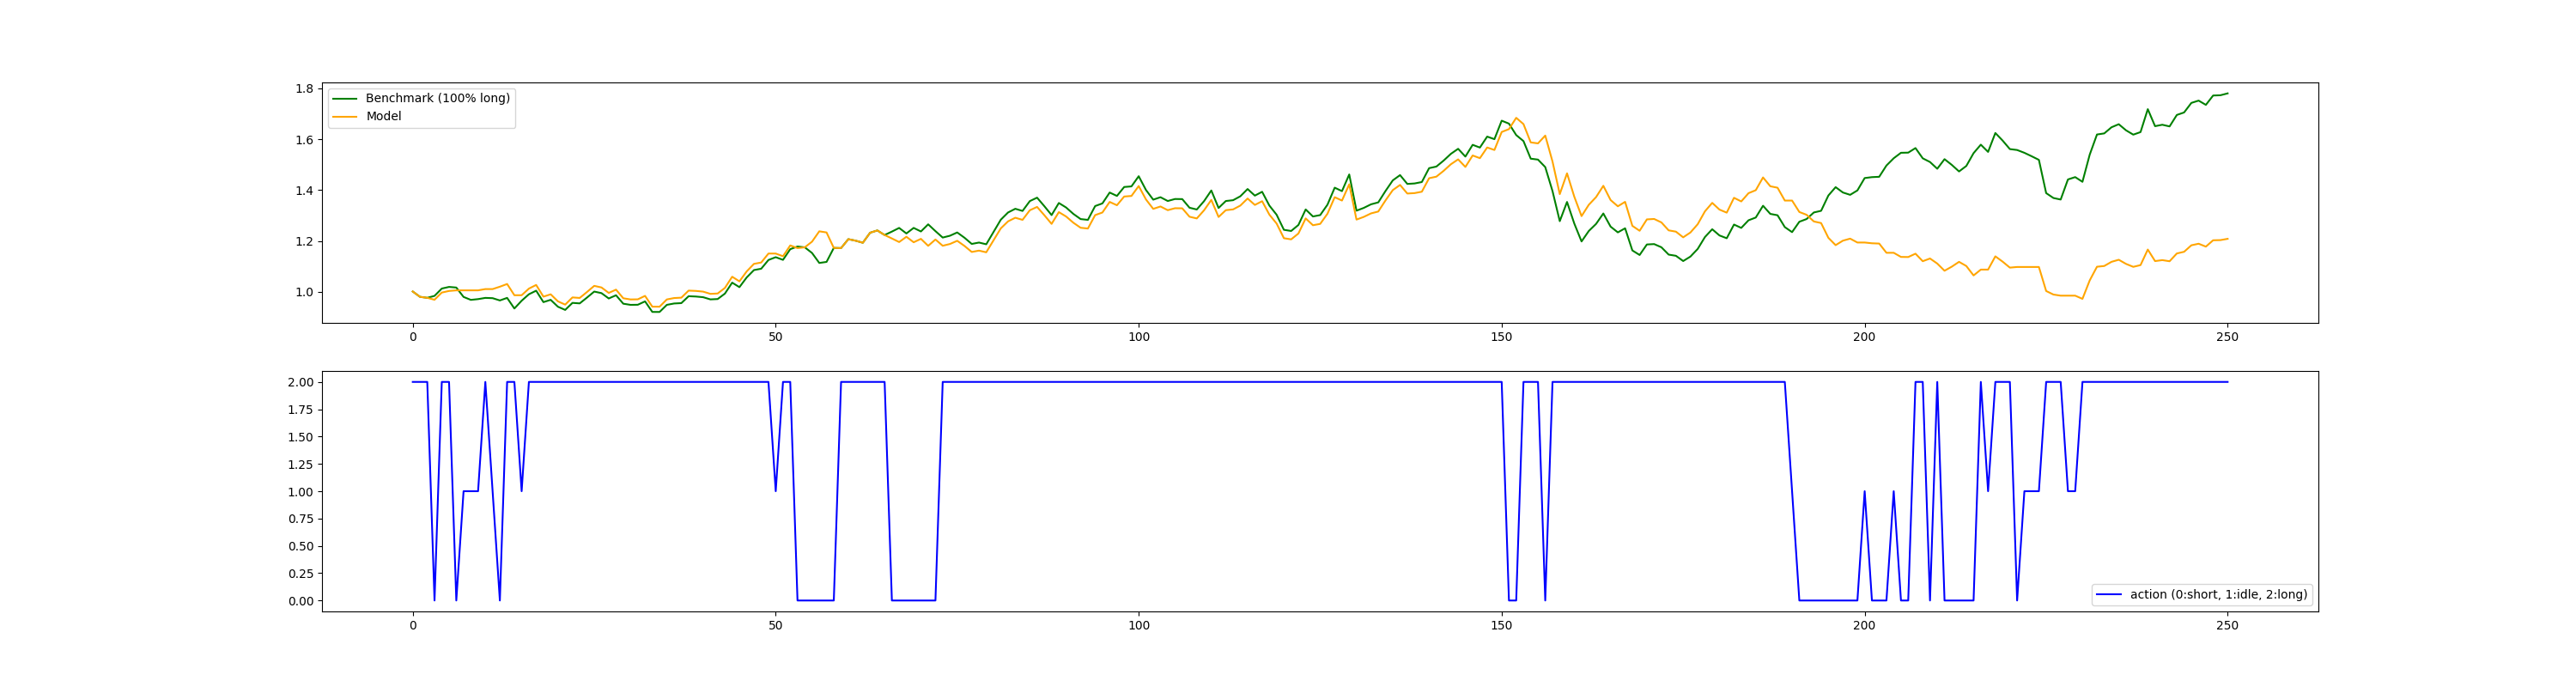 1.8
1.6
1.4
1.2
1.0
Benchmark (100% long)
Model
0 50 100 150 200 250
2.00
1.75
1.50
1.25
1.00
0.75
0.50
0.25
0.00
action (0:short, 1:idle, 2:long)
0 50 100 150 200 250